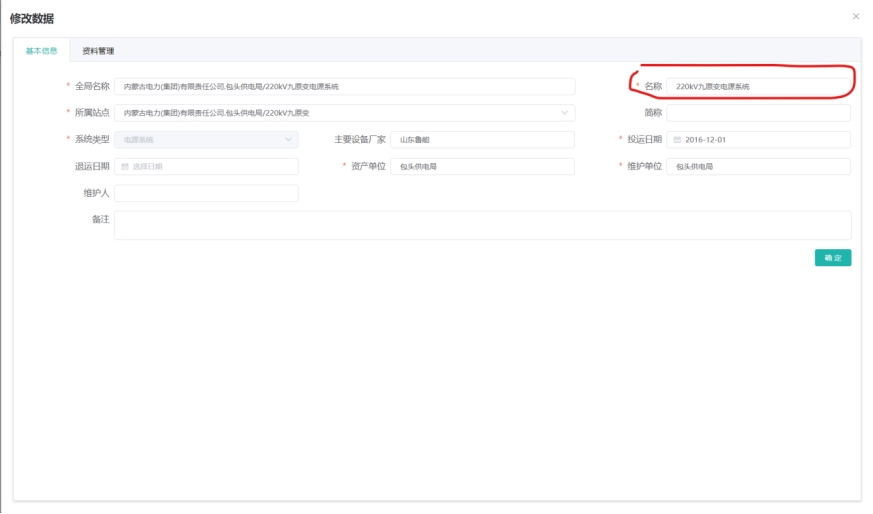 修改数据
基本信息 资料管理
* 全局名称 内蒙古电力(集团)有限责任公司.包头供电局/220kV九原变电源系统 * 名称 220kV九原变电源系统
* 所属站点 内蒙古电力(集团)有限责任公司.包头供电局/220kV九原变 简称
* 系统类型 电源系统 主要设备厂家 山东鲁能 * 投运日期 2016-12-01
退运日期 选择日期 * 资产单位 包头供电局 * 维护单位 包头供电局
维护人
备注
确 定